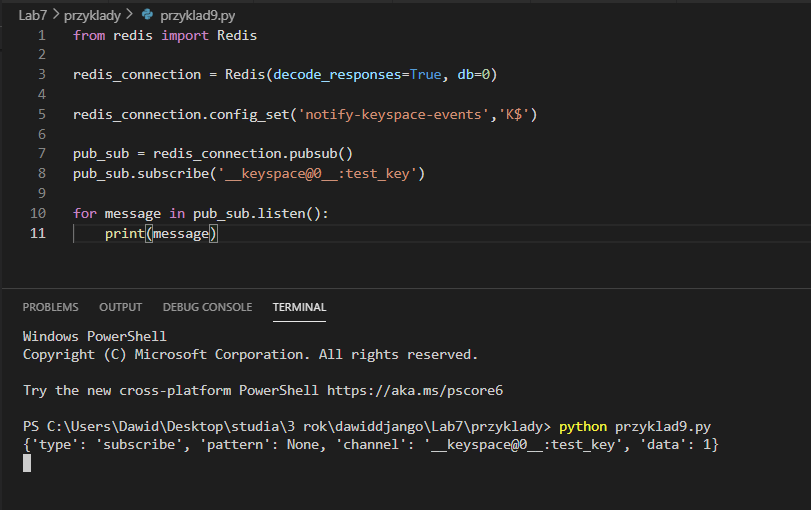 Lab7 > przyklady > przyklad9.py
1 from redis import Redis
2
3 redis_connection = Redis(decode_responses=True, db=0)
4
5 redis_connection.config_set('notify-keyspace-events','K$')
6
7 pub_sub = redis_connection.pubsub()
8 pub_sub.subscribe('__keyspace@0__:test_key')
9
10 for message in pub_sub.listen():
11     print(message)
PROBLEMS OUTPUT DEBUG CONSOLE TERMINAL
Windows PowerShell
Copyright (C) Microsoft Corporation. All rights reserved.
Try the new cross-platform PowerShell https://aka.ms/pscore6
PS C:\Users\Dawid\Desktop\studia\3 rok\dawiddjango\Lab7\przyklady> python przyklad9.py
{'type': 'subscribe', 'pattern': None, 'channel': '__keyspace@0__:test_key', 'data': 1}